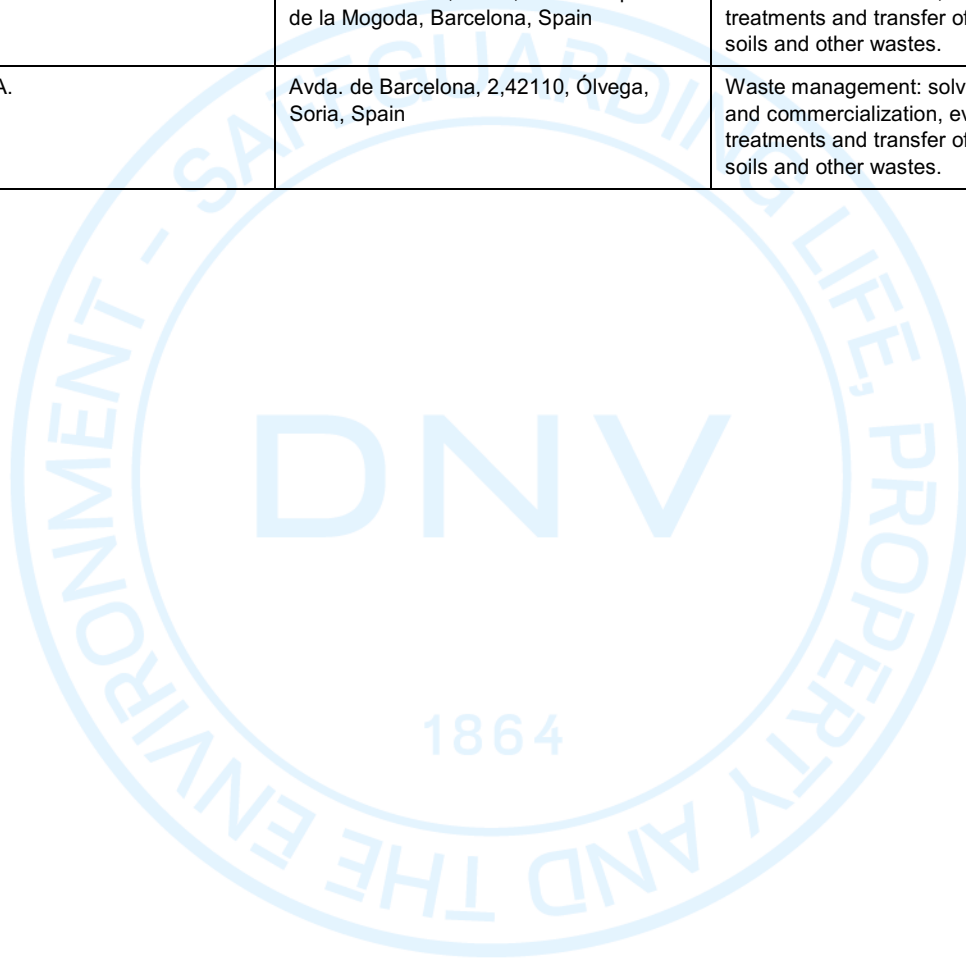 de la Mogoda, Barcelona, Spain
treatments and transfer of
soils and other wastes.
A.
Avda. de Barcelona, 2,42110, Ólvega,
Soria, Spain
Waste management: solv
and commercialization, ev
treatments and transfer of
soils and other wastes.
SAFEGUARDING LIFE, PROPERTY AND THE ENVIRONMENT -
DNV
1864